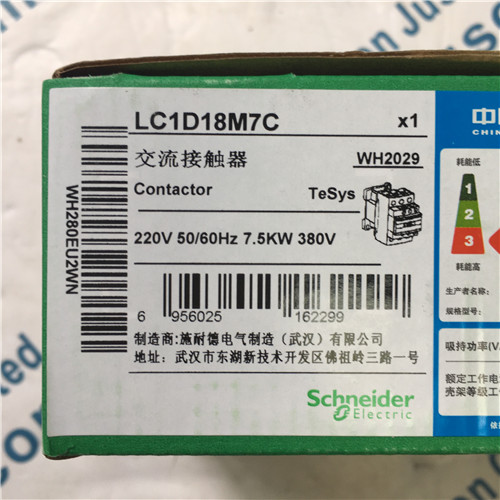 LC1D18M7C x1
交流接触器 WH2029
Contactor TeSys
220V 50/60Hz 7.5KW 380V
6 956025 162299
制造商:施耐德电气制造（武汉）有限公司
地址: 武汉市东湖新技术开发区佛祖岭三路一号
Schneider
Electric
WH280EU2WN
中
CHIN
耗能低
1
2
3
耗能高
生产者名称:
规格型号:
吸持功率(V
额定工作电
壳架等级工
依